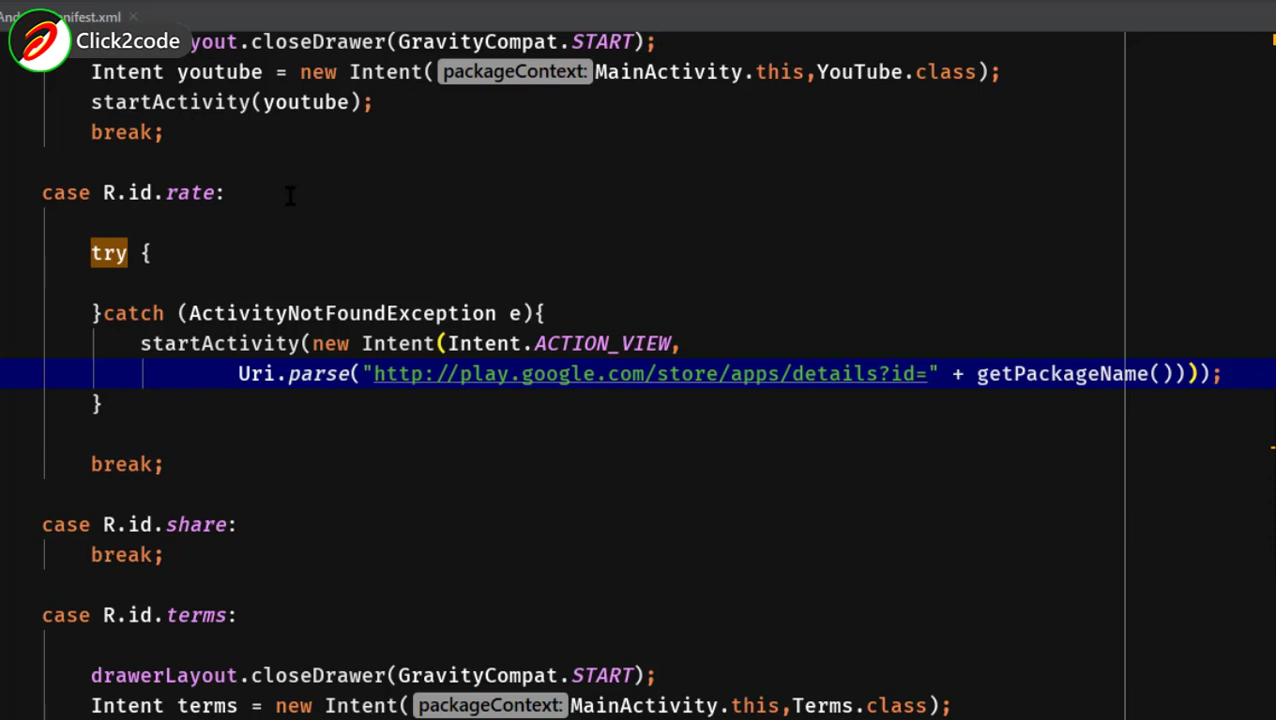 nifest.xml
Click2code
yout.closeDrawer(GravityCompat.START);
Intent youtube = new Intent( packageContext: MainActivity.this,YouTube.class);
startActivity(youtube);
break;
case R.id.rate:
try {
}catch (ActivityNotFoundException e){
startActivity(new Intent(Intent.ACTION_VIEW,
Uri.parse("http://play.google.com/store/apps/details?id=" + getPackageName())));
}
break;
case R.id.share:
break;
case R.id.terms:
drawerLayout.closeDrawer(GravityCompat.START);
Intent terms = new Intent( packageContext: MainActivity.this,Terms.class);